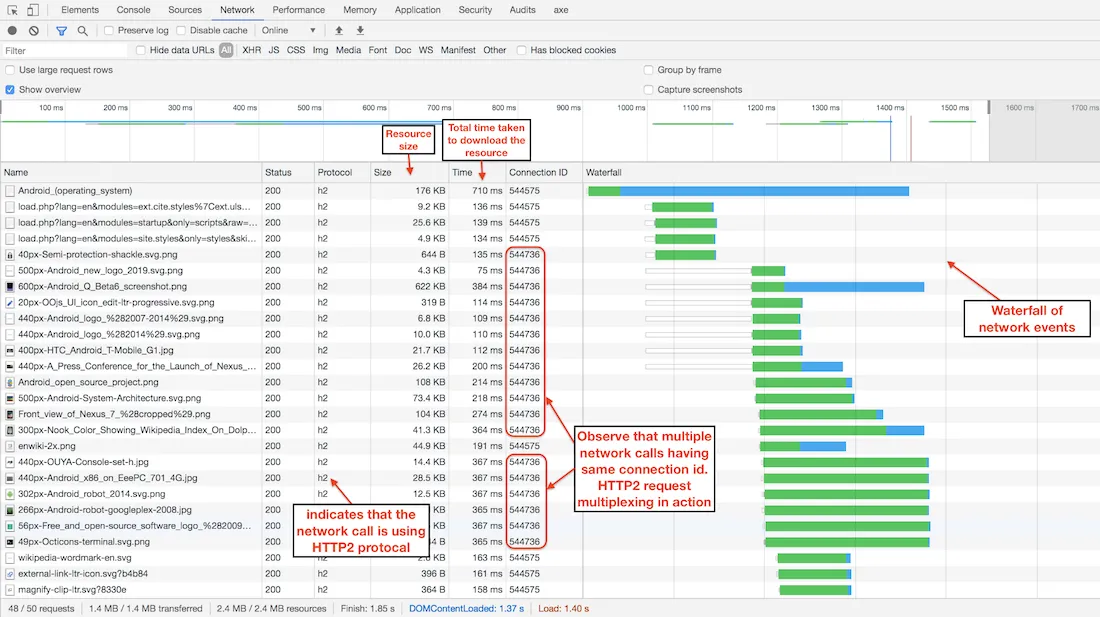 Elements Console Sources Network Performance Memory Application Security Audits axe
Preserve log Disable cache Online
Filter Hide data URLs All XHR JS CSS Img Media Font Doc WS Manifest Other Has blocked cookies
Use large request rows Group by frame
Show overview Capture screenshots
100 ms 200 ms 300 ms 400 ms 500 ms 600 ms 700 ms 800 ms 900 ms 1000 ms 1100 ms 1200 ms 1300 ms 1400 ms 1500 ms 1600 ms 1700 ms
Resource
size
Total time taken
to download the
resource
Name Status Protocol Size Time Connection ID Waterfall
Android_(operating_system) 200 h2 176 KB 710 ms 544575
load.php?lang=en&modules=ext.cite.styles%7Cext.uls... 200 h2 9.2 KB 136 ms 544575
load.php?lang=en&modules=startup&only=scripts&raw=... 200 h2 25.6 KB 139 ms 544575
load.php?lang=en&modules=site.styles&only=styles&ski... 200 h2 4.9 KB 134 ms 544575
40px-Semi-protection-shackle.svg.png 200 h2 644 B 135 ms 544736
500px-Android_new_logo_2019.svg.png 200 h2 4.3 KB 75 ms 544736
600px-Android_Q_Beta6_screenshot.png 200 h2 622 KB 384 ms 544736
20px-OOjs_UI_icon_edit-ltr-progressive.svg.png 200 h2 319 B 114 ms 544736
440px-Android_logo_%282007-2014%29.svg.png 200 h2 6.8 KB 109 ms 544736
440px-Android_logo_%282014%29.svg.png 200 h2 10.0 KB 110 ms 544736
400px-HTC_Android_T-Mobile_G1.jpg 200 h2 21.7 KB 112 ms 544736
440px-A_Press_Conference_for_the_Launch_of_Nexus_... 200 h2 26.2 KB 200 ms 544736
Android_open_source_project.png 200 h2 108 KB 214 ms 544736
500px-Android-System-Architecture.svg.png 200 h2 73.4 KB 218 ms 544736
Front_view_of_Nexus_7_%28cropped%29.png 200 h2 104 KB 274 ms 544736
300px-Nook_Color_Showing_Wikipedia_Index_On_Dolp... 200 h2 41.3 KB 364 ms 544736
enwiki-2x.png 200 h2 44.9 KB 191 ms 544575
440px-OUYA-Console-set-h.jpg 200 h2 14.4 KB 367 ms 544736
440px-Android_x86_on_EeePC_701_4G.jpg 200 h2 28.5 KB 367 ms 544736
302px-Android_robot_2014.svg.png 200 h2 12.5 KB 367 ms 544736
266px-Android-robot-googleplex-2008.jpg 200 365 ms 544736
56px-Free_and_open-source_software_logo_%282009... 200 367 ms 544736
49px-Octicons-terminal.svg.png 200 B 365 ms 544736
wikipedia-wordmark-en.svg 200 h2 KB 163 ms 544575
external-link-ltr-icon.svg?b4b84 200 h2 396 B 161 ms 544575
magnify-clip-ltr.svg?8330e 200 h2 364 B 158 ms 544575
Waterfall of
network events
Observe that multiple
network calls having
same connection id.
HTTP2 request
multiplexing in action
indicates that the
network call is using
HTTP2 protocal
48 / 50 requests 1.4 MB / 1.4 MB transferred 2.4 MB / 2.4 MB resources Finish: 1.85 s DOMContentLoaded: 1.37 s Load: 1.40 s